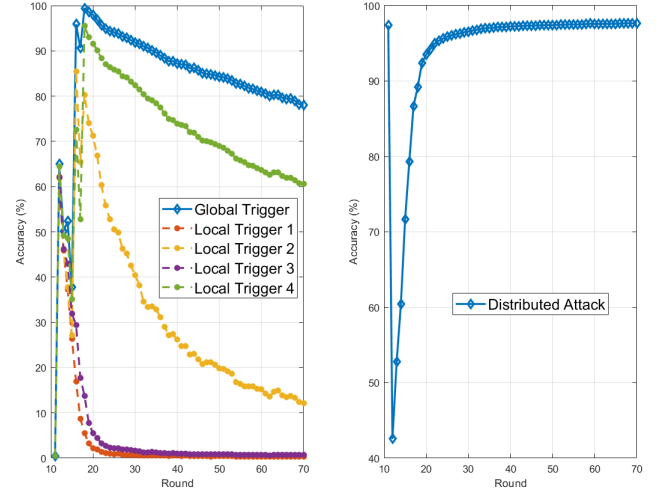 100
90
80
70
60
50
40
30
20
10
0
Accuracy (%)
10 20 30 40 50 60 70
Round
Global Trigger
Local Trigger 1
Local Trigger 2
Local Trigger 3
Local Trigger 4
100
90
80
70
60
50
40
Accuracy (%)
10 20 30 40 50 60 70
Round
Distributed Attack